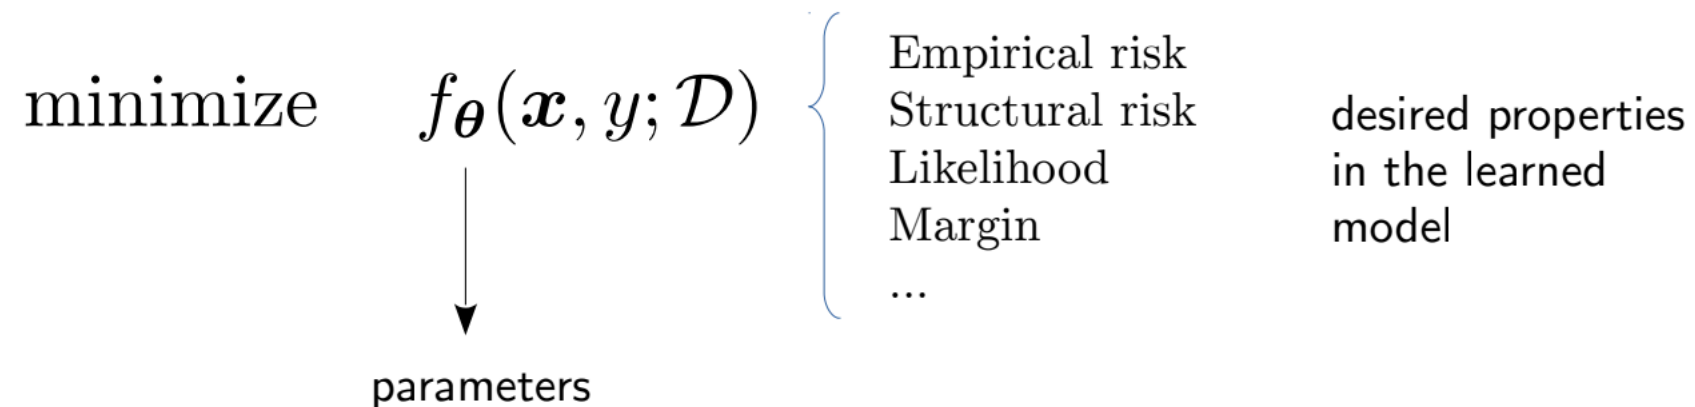 minimize f_θ(x, y; 𝒟)
Empirical risk
Structural risk
Likelihood
Margin
...
desired properties
in the learned
model
parameters